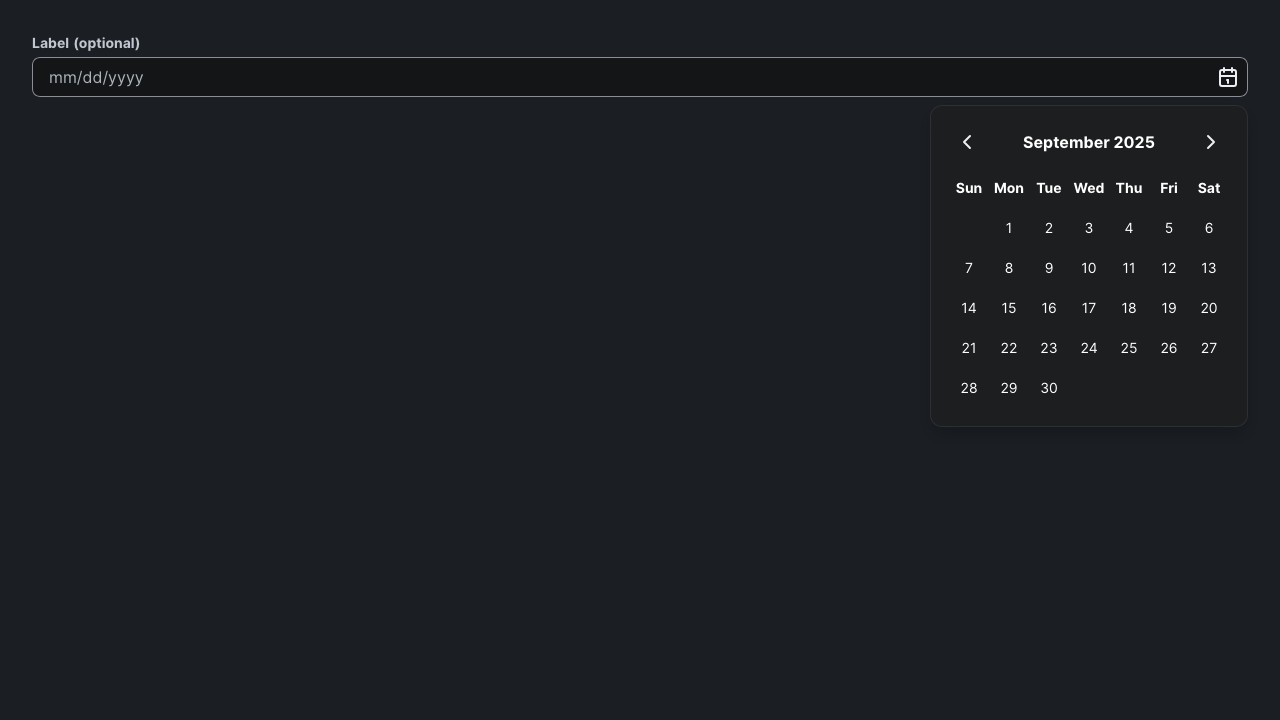 Label (optional)
mm/dd/yyyy
September 2025
Sun Mon Tue Wed Thu Fri Sat
1 2 3 4 5 6
7 8 9 10 11 12 13
14 15 16 17 18 19 20
21 22 23 24 25 26 27
28 29 30